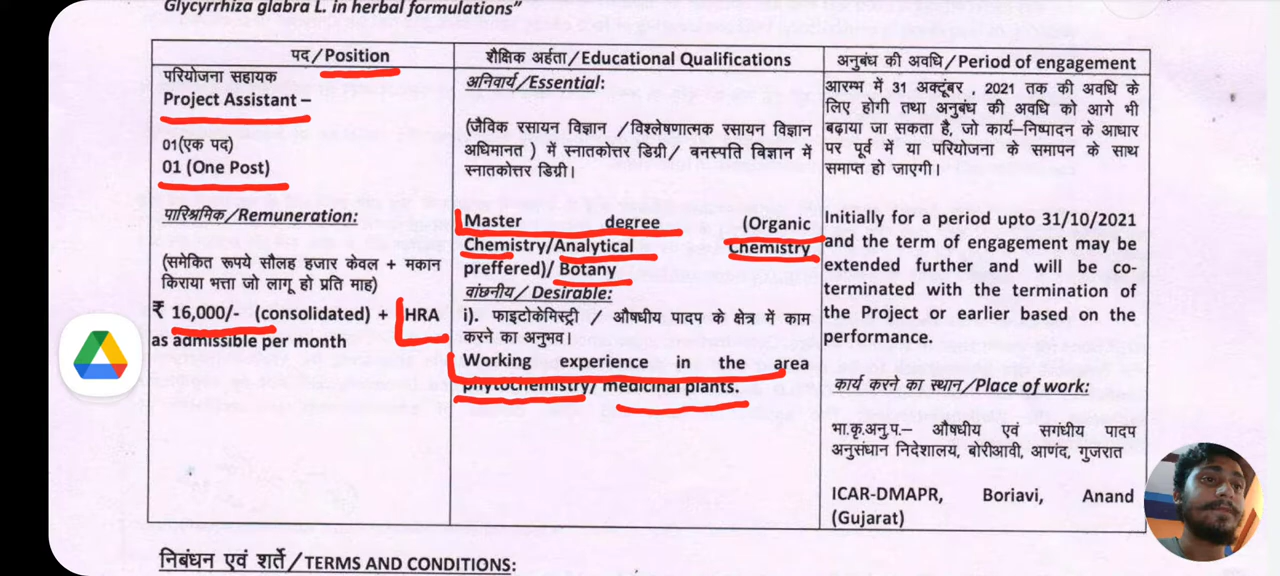 Glycyrrhiza glabra L. in herbal formulations"
पद/Position
परियोजना सहायक
Project Assistant –
01(एक पद)
01 (One Post)
पारिश्रमिक/Remuneration:
(समेकित रूपये सौलह हजार केवल + मकान
किराया भत्ता जो लागू हो प्रति माह)
₹ 16,000/- (consolidated) + HRA
as admissible per month
शैक्षिक अर्हता/Educational Qualifications
अनिवार्य/Essential:
(जैविक रसायन विज्ञान /विश्लेषणात्मक रसायन विज्ञान
अधिमानत) में स्नातकोत्तर डिग्री/ वनस्पति विज्ञान में
स्नातकोत्तर डिग्री।
Master degree (Organic
Chemistry/Analytical Chemistry
preffered)/ Botany
वांछनीय/Desirable:
i). फाइटोकेमिस्ट्री / औषधीय पादप के क्षेत्र में काम
करने का अनुभव।
Working experience in the area
phytochemistry/ medicinal plants.
अनुबंध की अवधि/Period of engagement
आरम्भ में 31 अक्टूंबर , 2021 तक की अवधि के
लिए होगी तथा अनुबंध की अवधि को आगे भी
बढ़ाया जा सकता है, जो कार्य–निष्पादन के आधार
पर पूर्व में या परियोजना के समापन के साथ
समाप्त हो जाएगी।
Initially for a period upto 31/10/2021
and the term of engagement may be
extended further and will be co-
terminated with the termination of
the Project or earlier based on the
performance.
कार्य करने का स्थान/Place of work:
भा.कृ.अनु.प.– औषधीय एवं सगंधीय पादप
अनुसंधान निदेशालय, बोरीआवी, आणंद, गुजरात
ICAR-DMAPR, Boriavi, Anand
(Gujarat)
निबंधन एवं शर्ते/TERMS AND CONDITIONS: